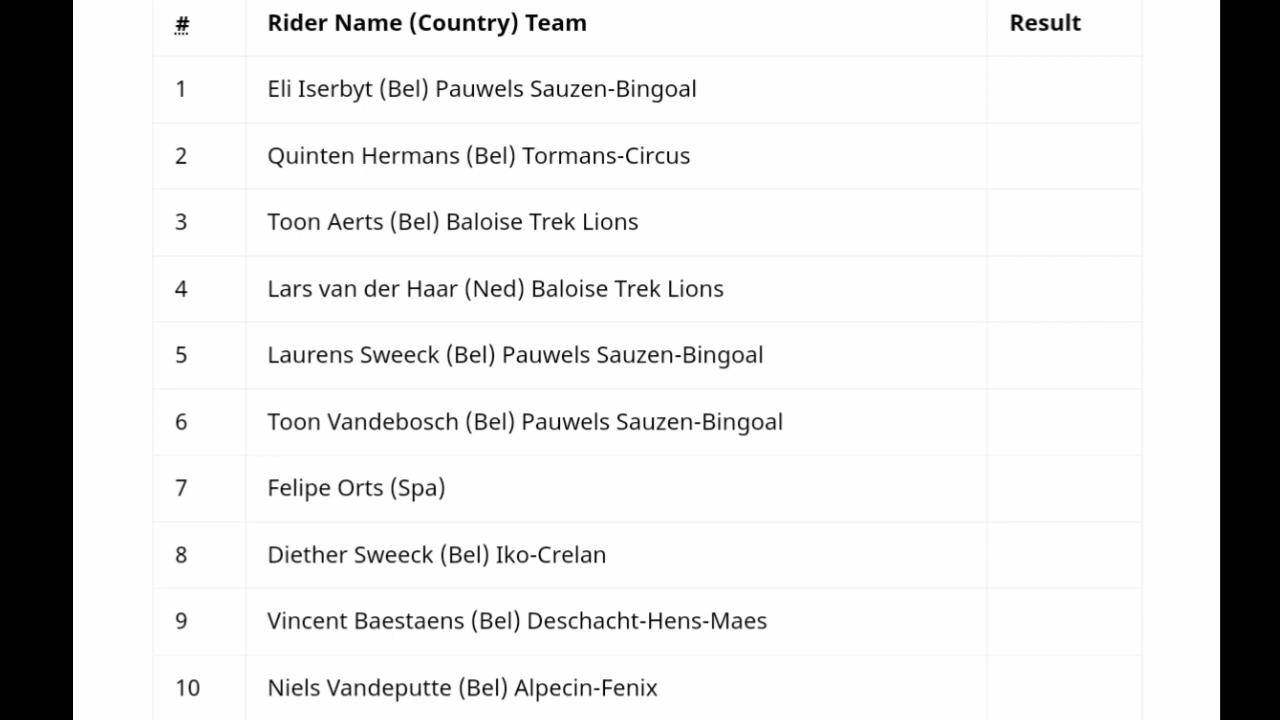 # Rider Name (Country) Team Result
1 Eli Iserbyt (Bel) Pauwels Sauzen-Bingoal
2 Quinten Hermans (Bel) Tormans-Circus
3 Toon Aerts (Bel) Baloise Trek Lions
4 Lars van der Haar (Ned) Baloise Trek Lions
5 Laurens Sweeck (Bel) Pauwels Sauzen-Bingoal
6 Toon Vandebosch (Bel) Pauwels Sauzen-Bingoal
7 Felipe Orts (Spa)
8 Diether Sweeck (Bel) Iko-Crelan
9 Vincent Baestaens (Bel) Deschacht-Hens-Maes
10 Niels Vandeputte (Bel) Alpecin-Fenix